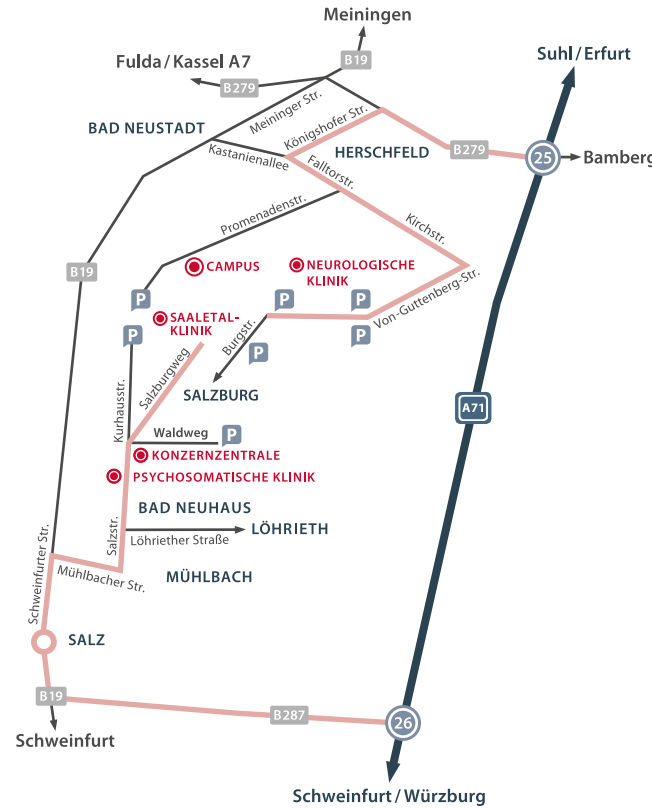 Meiningen
B19
Fulda / Kassel A7
B279
Suhl / Erfurt
Meininger Str.
BAD NEUSTADT
Königshofer Str.
Kastanienallee
HERSCHFELD
B279
25
Bamberg
Falltorstr.
Promenadenstr.
Kirchstr.
B19
CAMPUS
NEUROLOGISCHE
KLINIK
P
P
P
SAALETAL-
KLINIK
Von-Guttenberg-Str.
P
P
P
Burgstr.
Salzburgweg
SALZBURG
Kurhausstr.
A71
Waldweg
P
KONZERNZENTRALE
PSYCHOSOMATISCHE KLINIK
BAD NEUHAUS
Salzstr.
LÖHRIETH
Löhriether Straße
Schweinfurter Str.
Mühlbacher Str.
MÜHLBACH
SALZ
B19
B287
26
Schweinfurt
Schweinfurt / Würzburg